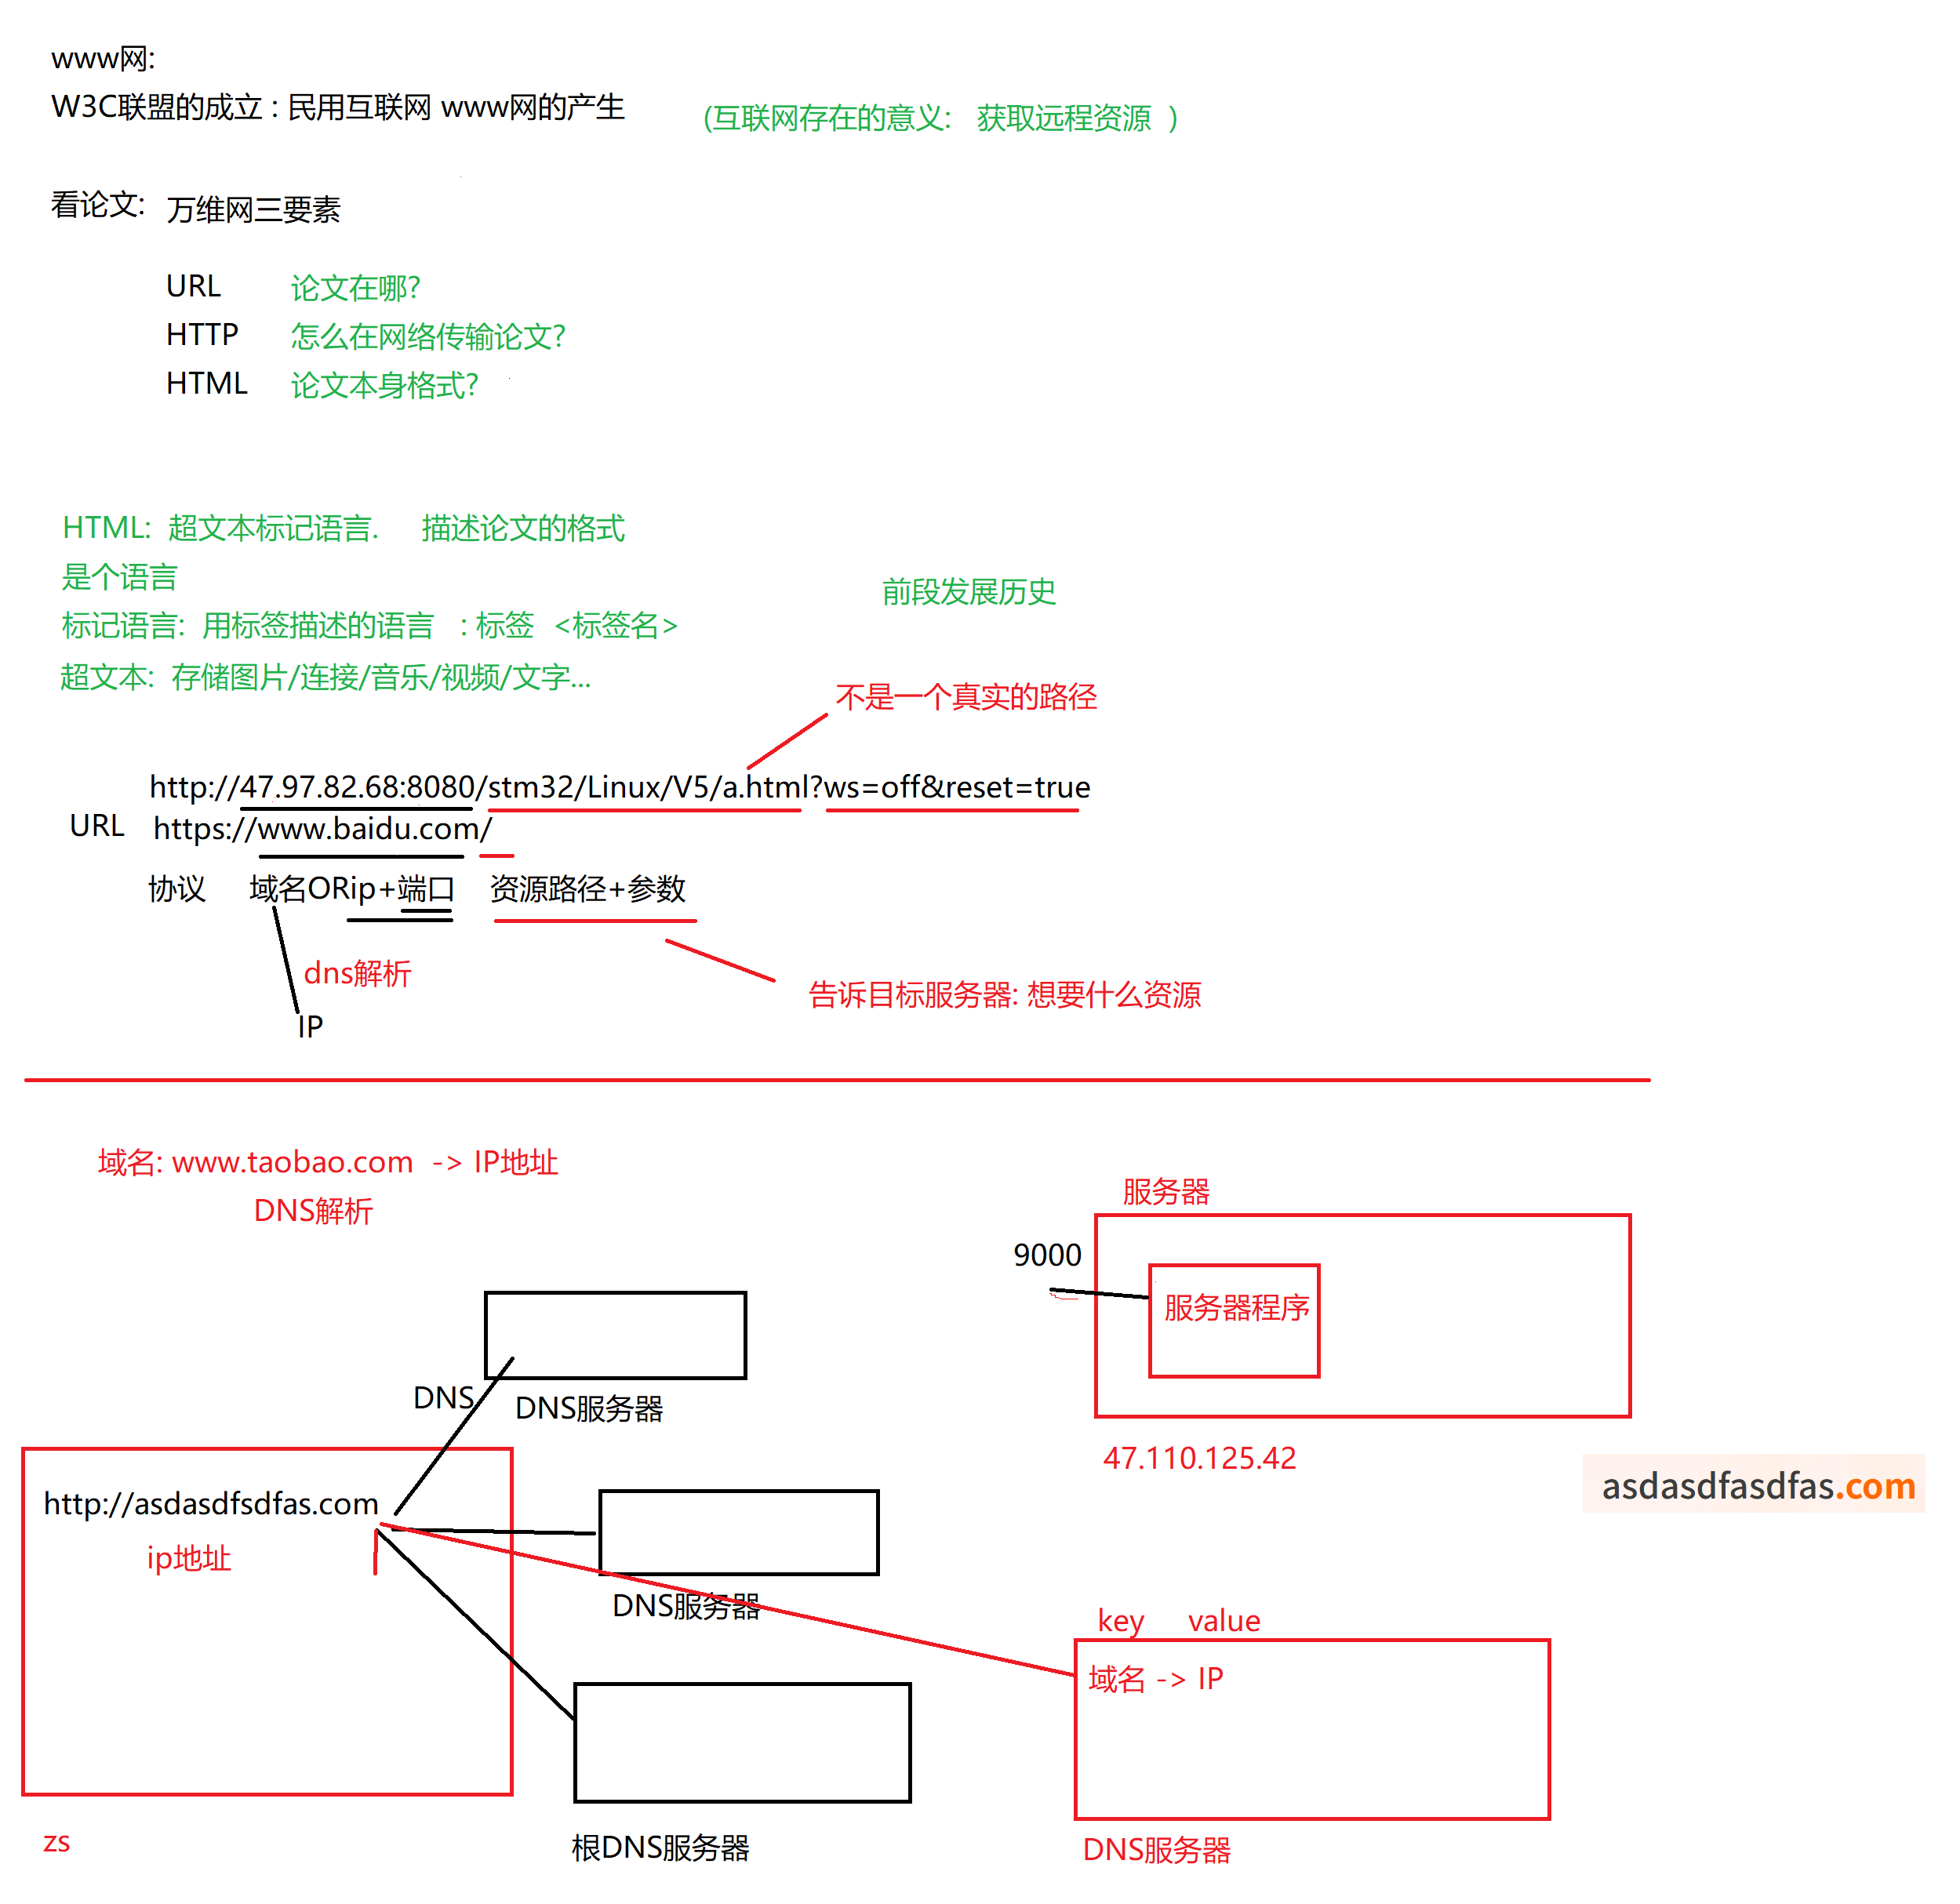 www网:
W3C联盟的成立 : 民用互联网 www网的产生
(互联网存在的意义: 获取远程资源 )
看论文: 万维网三要素
URL 论文在哪?
HTTP 怎么在网络传输论文?
HTML 论文本身格式?
HTML: 超文本标记语言. 描述论文的格式
是个语言
前段发展历史
标记语言: 用标签描述的语言 : 标签 <标签名>
超文本: 存储图片/连接/音乐/视频/文字...
不是一个真实的路径
http://47.97.82.68:8080/stm32/Linux/V5/a.html?ws=off&reset=true
URL https://www.baidu.com/
协议 域名ORip+端口 资源路径+参数
dns解析
告诉目标服务器: 想要什么资源
IP
域名: www.taobao.com -> IP地址
DNS解析
服务器
9000
服务器程序
DNS
DNS服务器
47.110.125.42
asdasdfasdfas.com
http://asdasdfsdfas.com
ip地址
DNS服务器
key value
域名 -> IP
zs
根DNS服务器
DNS服务器